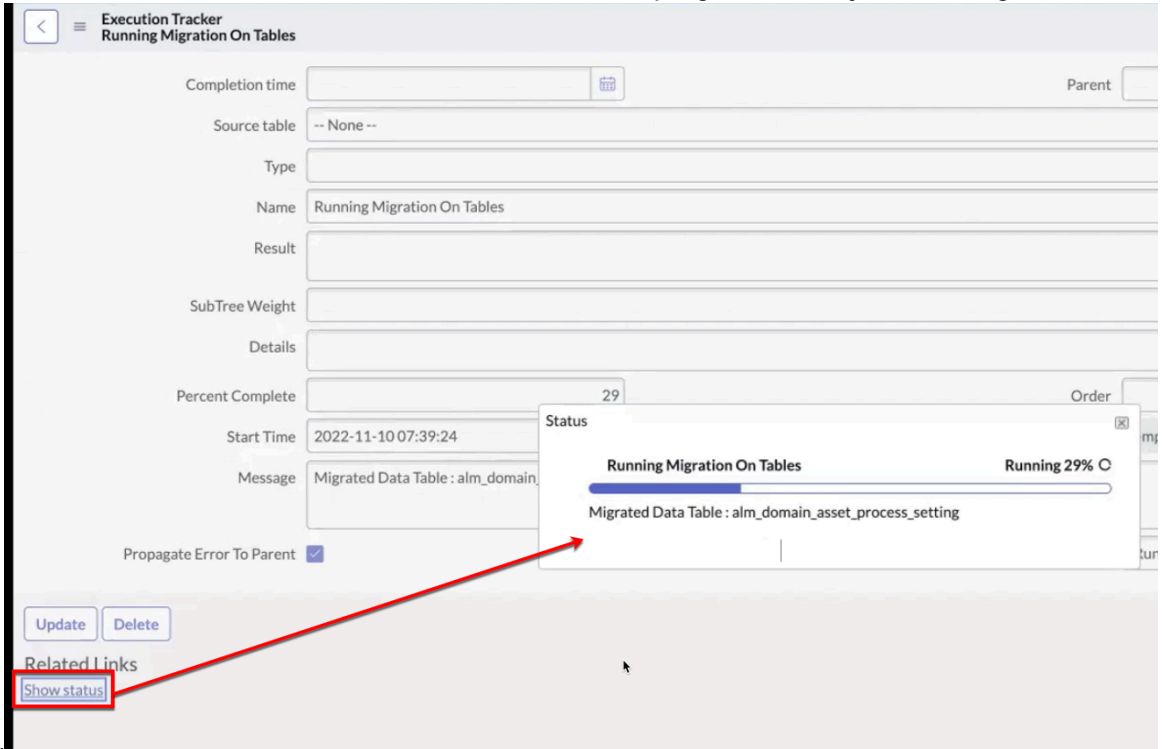 Execution Tracker
Running Migration On Tables
Completion time
Parent
Source table -- None --
Type
Name Running Migration On Tables
Result
SubTree Weight
Details
Percent Complete 29
Order
Status
Start Time 2022-11-10 07:39:24
Running Migration On Tables Running 29%
Message Migrated Data Table : alm_domain_
Migrated Data Table : alm_domain_asset_process_setting
Propagate Error To Parent
Update Delete
Related Links
Show status